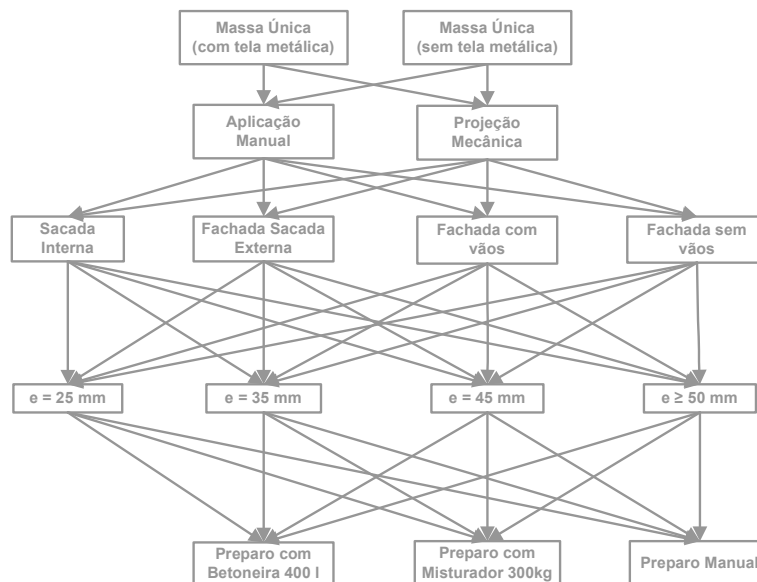 Massa Única
(com tela metálica)
Massa Única
(sem tela metálica)
Aplicação
Manual
Projeção
Mecânica
Sacada
Interna
Fachada Sacada
Externa
Fachada com
vãos
Fachada sem
vãos
e = 25 mm
e = 35 mm
e = 45 mm
e ≥ 50 mm
Preparo com
Betoneira 400 l
Preparo com
Misturador 300kg
Preparo Manual